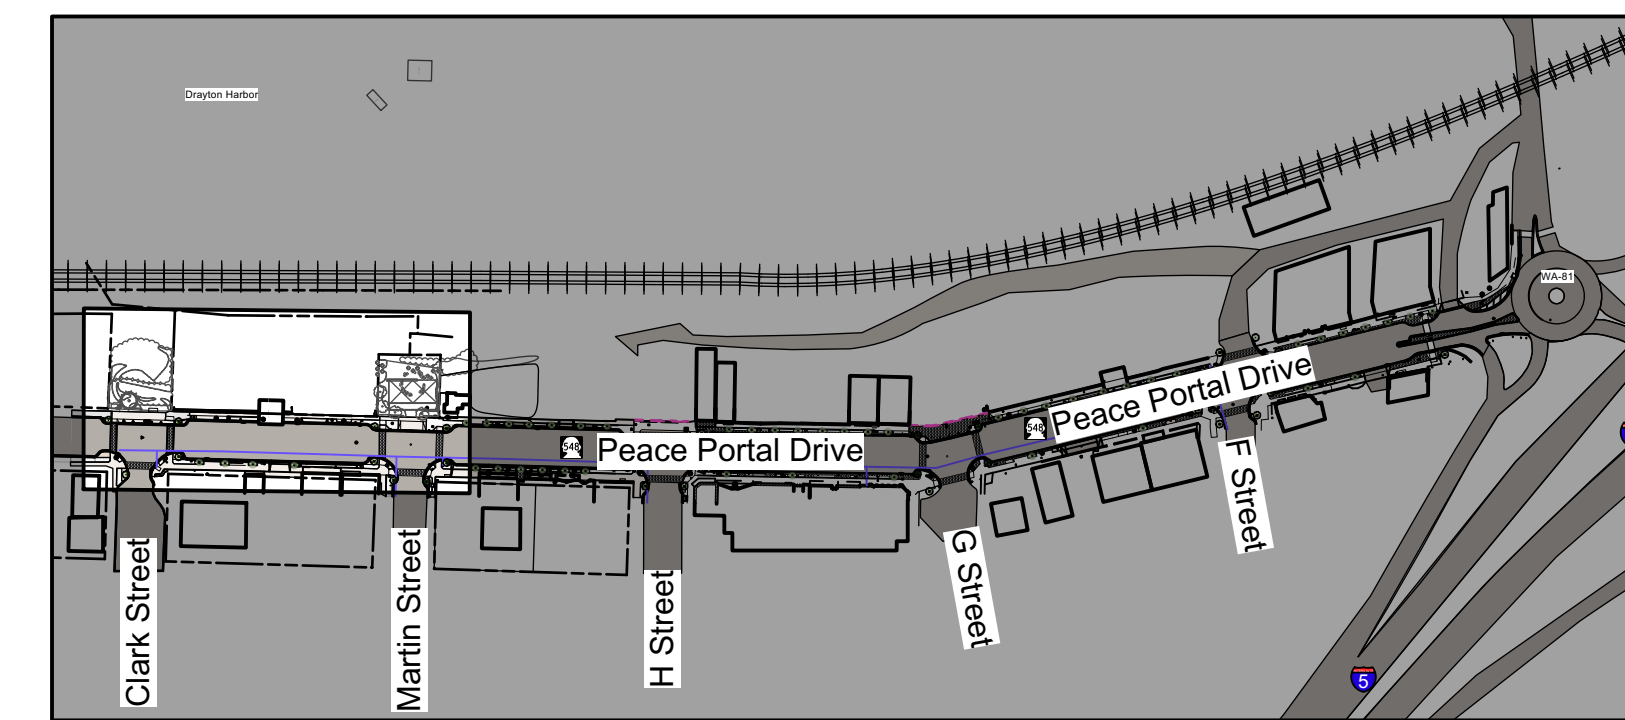 Drayton Harbor
WA-81
Peace Portal Drive
548
Peace Portal Drive
548
F Street
G Street
Clark Street
Martin Street
H Street
5